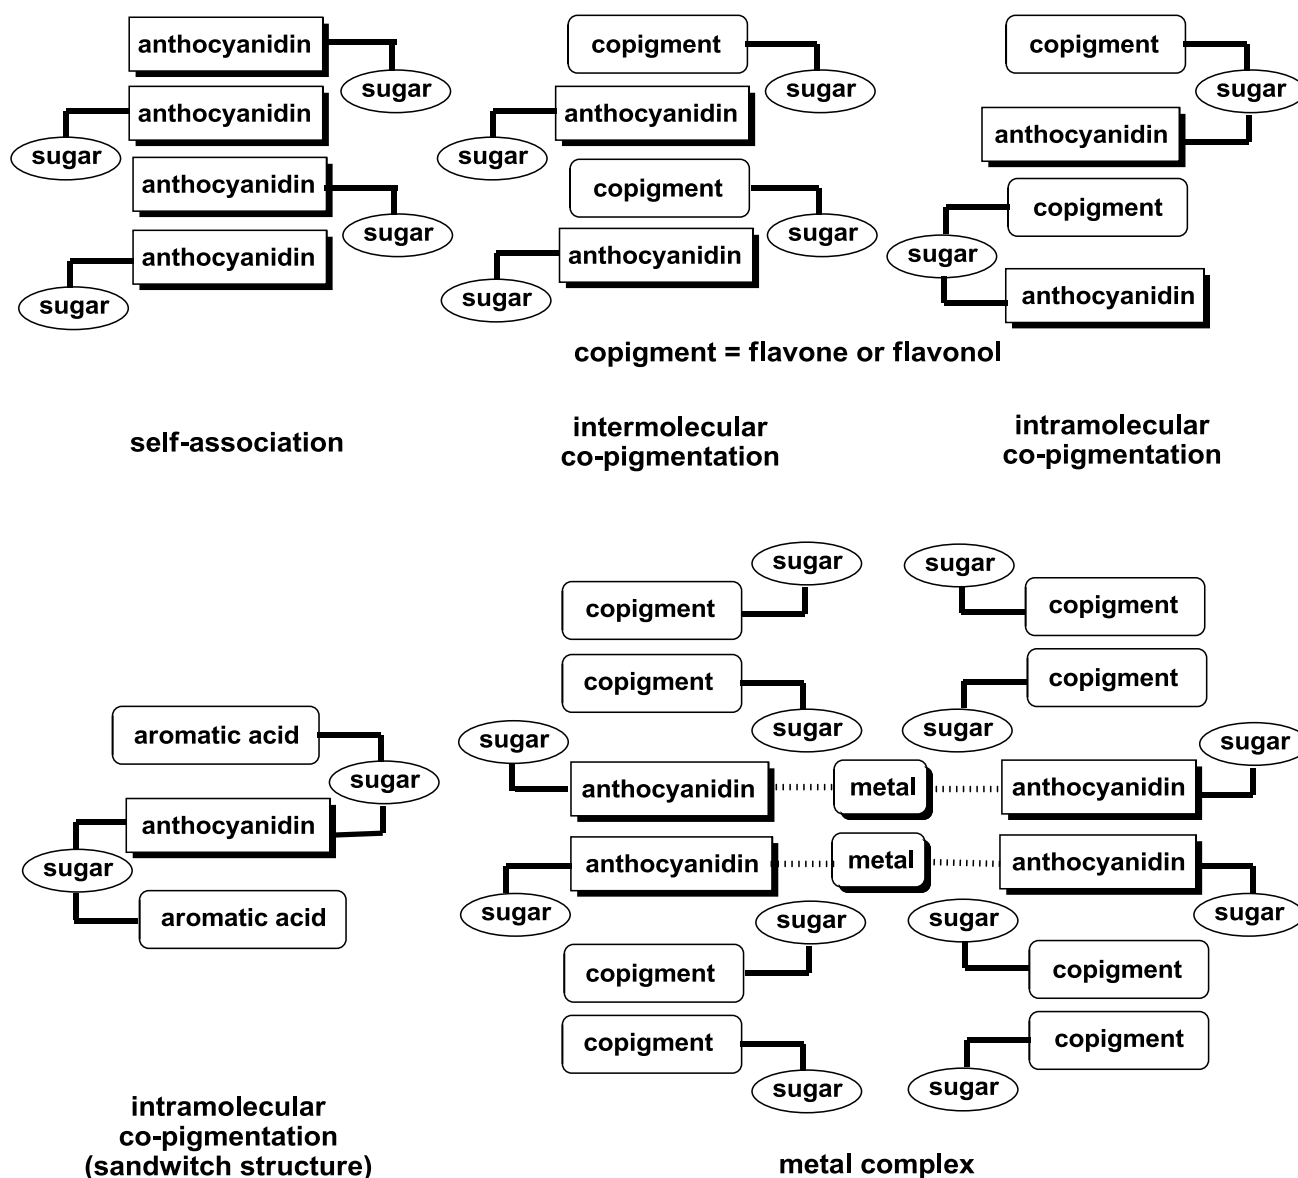 anthocyanidin
sugar
anthocyanidin
sugar
anthocyanidin
sugar
anthocyanidin
sugar
self-association
copigment
sugar
anthocyanidin
sugar
copigment
sugar
anthocyanidin
sugar
copigment = flavone or flavonol
intermolecular
co-pigmentation
copigment
sugar
anthocyanidin
copigment
sugar
anthocyanidin
intramolecular
co-pigmentation
aromatic acid
sugar
anthocyanidin
sugar
aromatic acid
intramolecular
co-pigmentation
(sandwitch structure)
sugar
sugar
copigment
copigment
copigment
copigment
sugar
sugar
sugar
sugar
anthocyanidin
metal
anthocyanidin
anthocyanidin
metal
anthocyanidin
sugar
sugar
sugar
sugar
copigment
copigment
copigment
copigment
sugar
sugar
metal complex